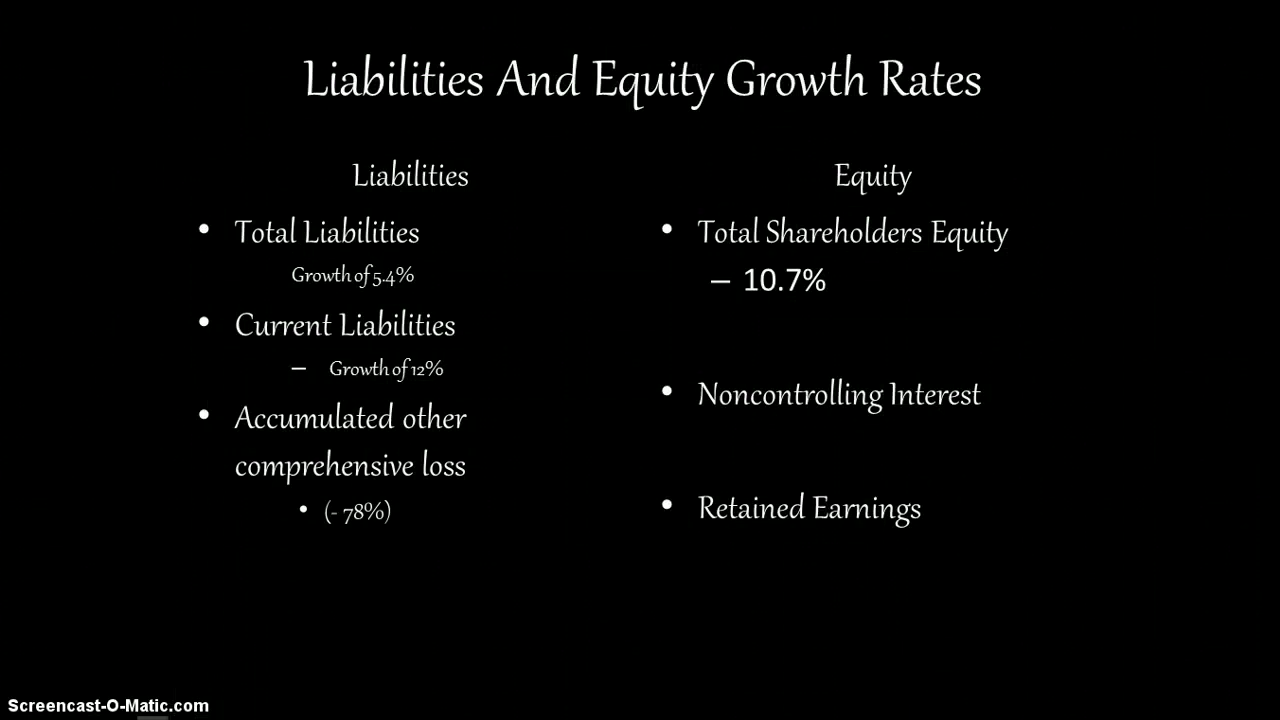 Liabilities And Equity Growth Rates
Liabilities
• Total Liabilities
Growth of 5.4%
• Current Liabilities
– Growth of 12%
• Accumulated other
comprehensive loss
• (- 78%)
Equity
• Total Shareholders Equity
– 10.7%
• Noncontrolling Interest
• Retained Earnings
Screencast-O-Matic.com